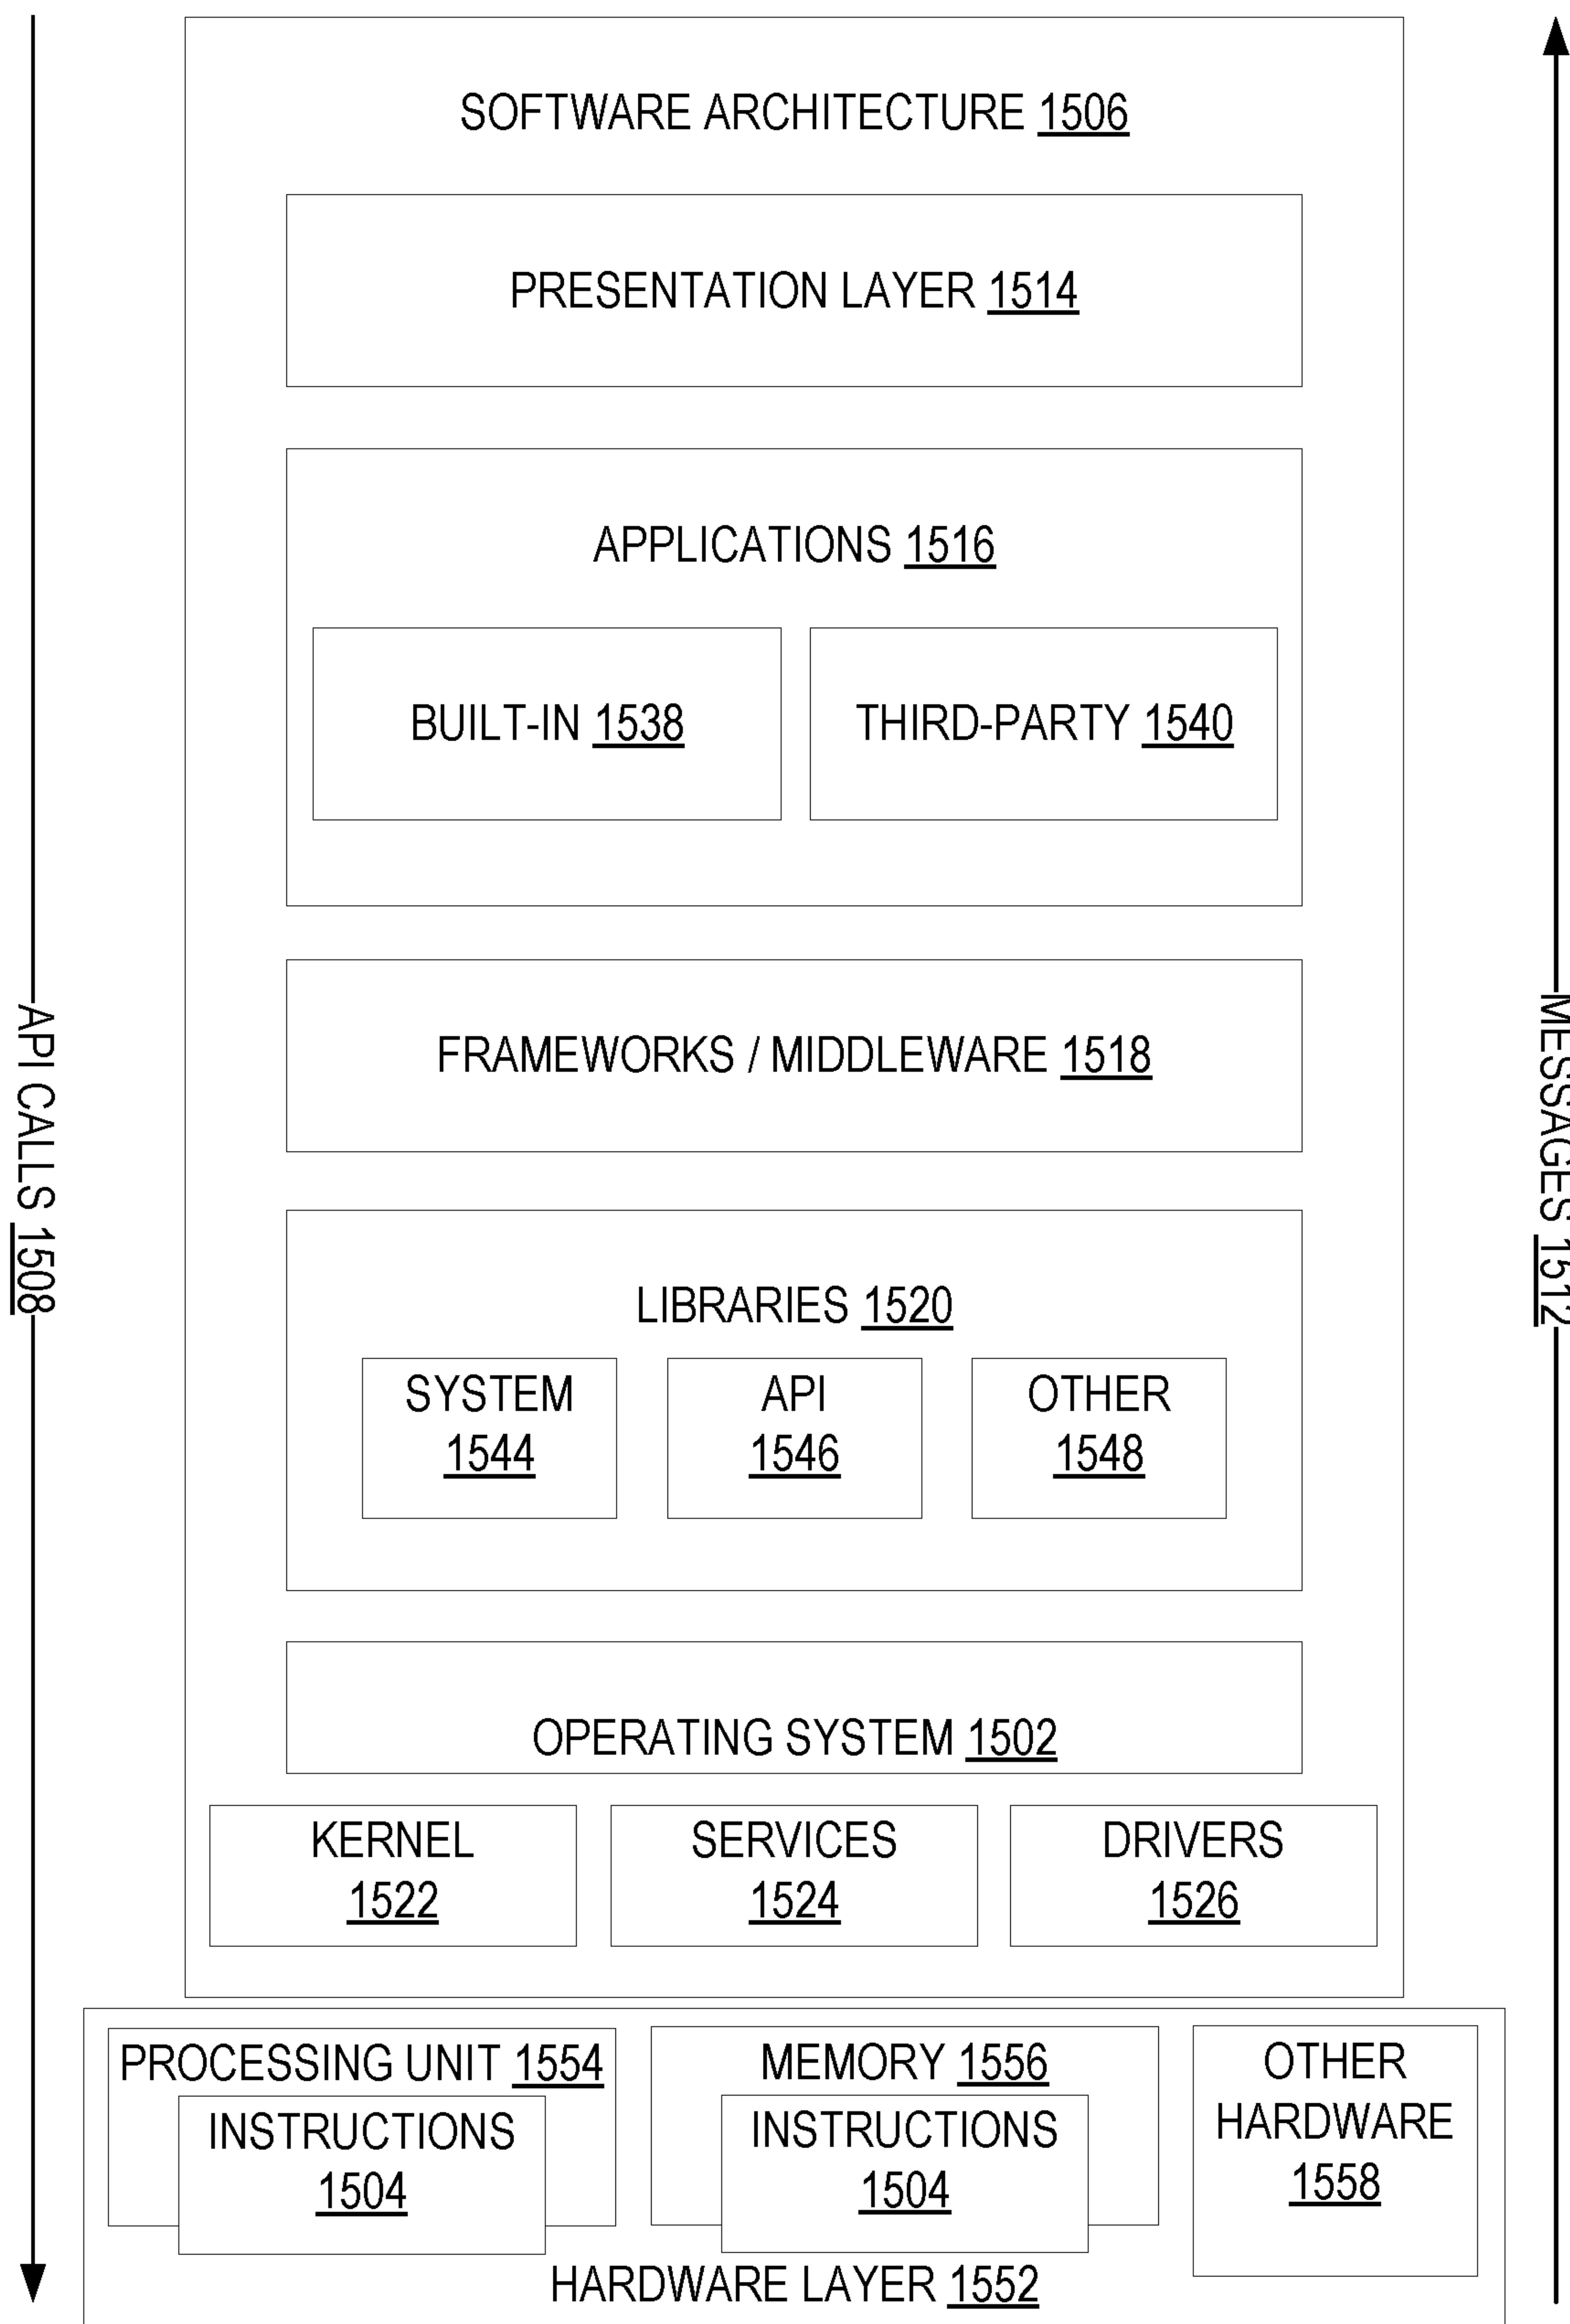 SOFTWARE ARCHITECTURE 1506
PRESENTATION LAYER 1514
APPLICATIONS 1516
BUILT-IN 1538
THIRD-PARTY 1540
FRAMEWORKS / MIDDLEWARE 1518
API CALLS 1508
MESSAGES 1512
LIBRARIES 1520
SYSTEM
1544
API
1546
OTHER
1548
OPERATING SYSTEM 1502
KERNEL
1522
SERVICES
1524
DRIVERS
1526
PROCESSING UNIT 1554
INSTRUCTIONS
1504
MEMORY 1556
INSTRUCTIONS
1504
OTHER
HARDWARE
1558
HARDWARE LAYER 1552